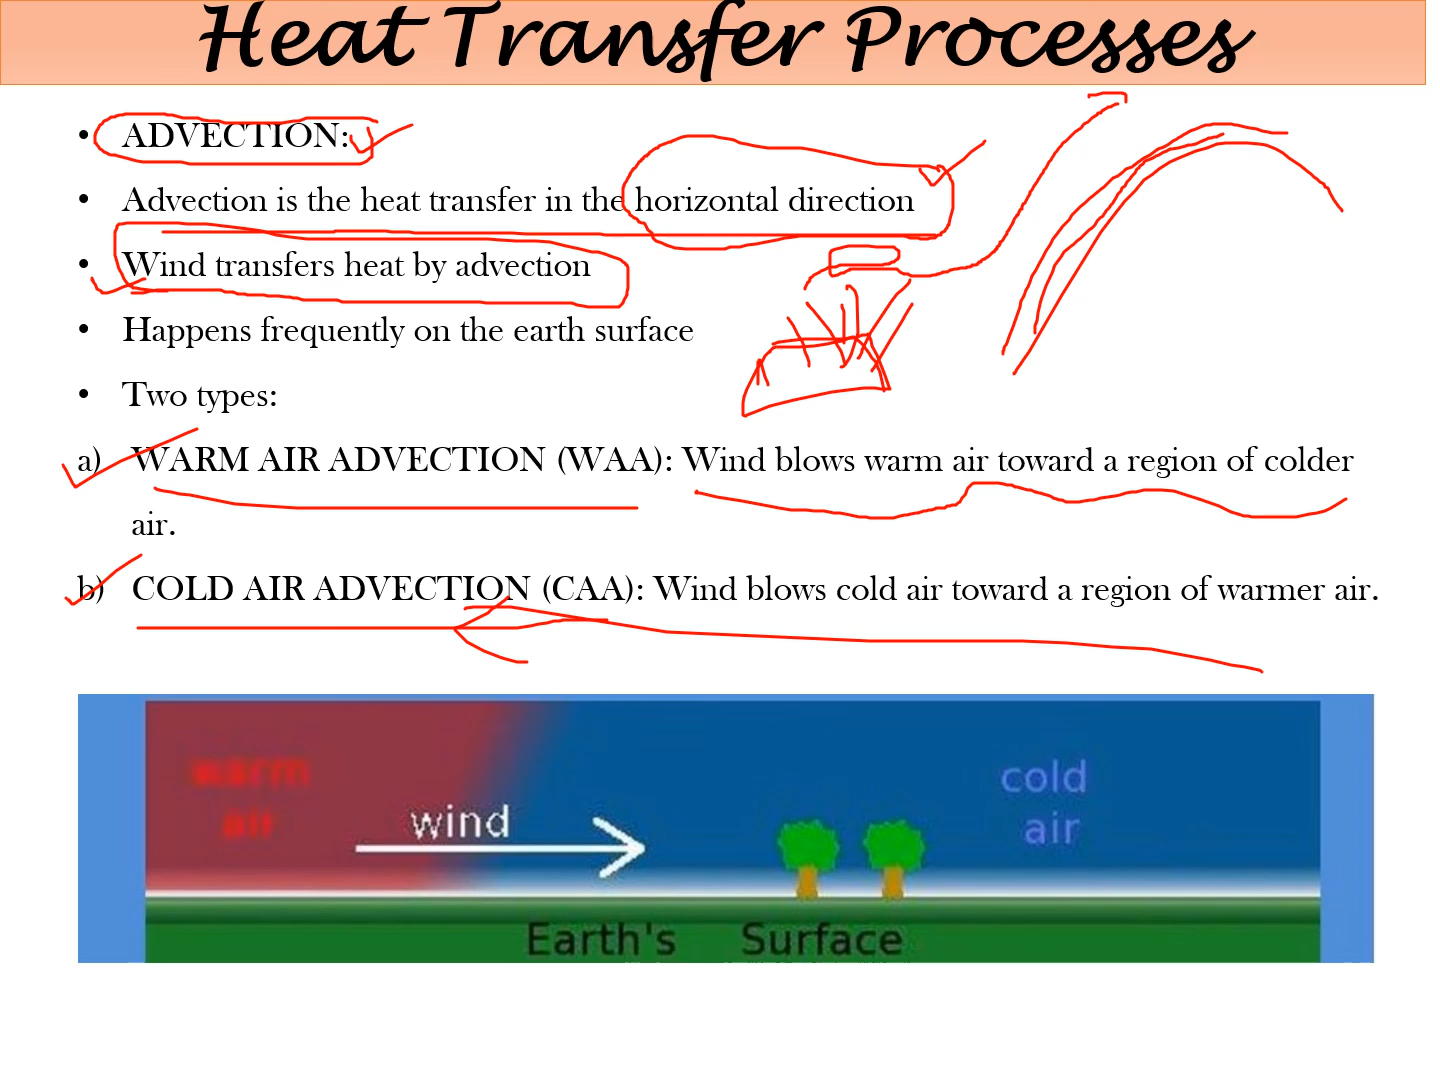 Heat Transfer Processes
• ADVECTION:
• Advection is the heat transfer in the horizontal direction
• Wind transfers heat by advection
• Happens frequently on the earth surface
• Two types:
a) WARM AIR ADVECTION (WAA): Wind blows warm air toward a region of colder
air.
b) COLD AIR ADVECTION (CAA): Wind blows cold air toward a region of warmer air.
warm
air
wind
cold
air
Earth's Surface